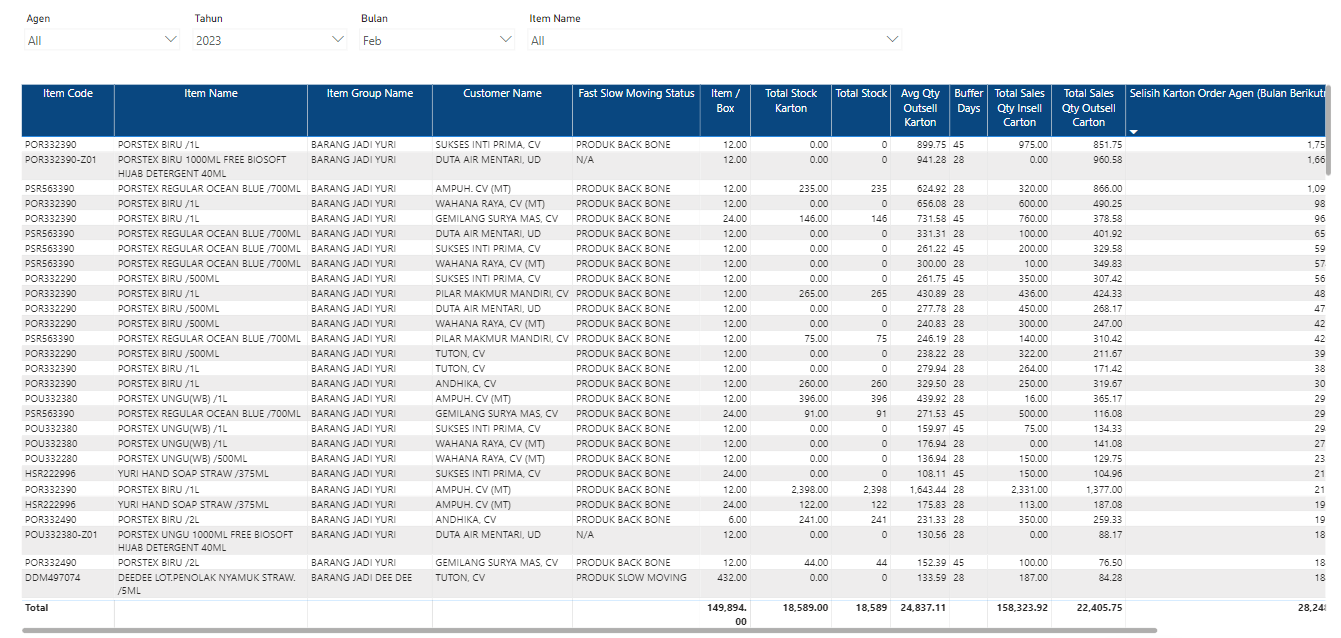 Agen Tahun Bulan Item Name
All 2023 Feb All
Item Code Item Name Item Group Name Customer Name Fast Slow Moving Status Item / Total Stock Total Stock Avg Qty Buffer Total Sales Total Sales Selisih Karton Order Agen (Bulan Berikut
Box Karton Outsell Days Qty Insell Qty Outsell
Karton Carton Carton
POR332390 PORSTEX BIRU /1L BARANG JADI YURI SUKSES INTI PRIMA, CV PRODUK BACK BONE 12.00 0.00 0 899.75 45 975.00 851.75 1,75
POR332390-Z01 PORSTEX BIRU 1000ML FREE BIOSOFT BARANG JADI YURI DUTA AIR MENTARI, UD N/A 12.00 0.00 0 941.28 28 0.00 960.58 1,66
HIJAB DETERGENT 40ML
PSR563390 PORSTEX REGULAR OCEAN BLUE /700ML BARANG JADI YURI AMPUH. CV (MT) PRODUK BACK BONE 12.00 235.00 235 624.92 28 320.00 866.00 1,09
POR332390 PORSTEX BIRU /1L BARANG JADI YURI WAHANA RAYA, CV (MT) PRODUK BACK BONE 12.00 0.00 0 656.08 28 600.00 490.25 98
POR332390 PORSTEX BIRU /1L BARANG JADI YURI GEMILANG SURYA MAS, CV PRODUK BACK BONE 24.00 146.00 146 731.58 45 760.00 378.58 96
PSR563390 PORSTEX REGULAR OCEAN BLUE /700ML BARANG JADI YURI DUTA AIR MENTARI, UD PRODUK BACK BONE 12.00 0.00 0 331.31 28 100.00 401.92 65
PSR563390 PORSTEX REGULAR OCEAN BLUE /700ML BARANG JADI YURI SUKSES INTI PRIMA, CV PRODUK BACK BONE 12.00 0.00 0 261.22 45 200.00 329.58 59
PSR563390 PORSTEX REGULAR OCEAN BLUE /700ML BARANG JADI YURI WAHANA RAYA, CV (MT) PRODUK BACK BONE 12.00 0.00 0 300.00 28 10.00 349.83 57
POR332290 PORSTEX BIRU /500ML BARANG JADI YURI SUKSES INTI PRIMA, CV PRODUK BACK BONE 12.00 0.00 0 261.75 45 350.00 307.42 56
POR332390 PORSTEX BIRU /1L BARANG JADI YURI PILAR MAKMUR MANDIRI, CV PRODUK BACK BONE 12.00 265.00 265 430.89 28 436.00 424.33 48
POR332290 PORSTEX BIRU /500ML BARANG JADI YURI DUTA AIR MENTARI, UD PRODUK BACK BONE 12.00 0.00 0 277.78 28 450.00 268.17 47
POR332290 PORSTEX BIRU /500ML BARANG JADI YURI WAHANA RAYA, CV (MT) PRODUK BACK BONE 12.00 0.00 0 240.83 28 300.00 247.00 42
PSR563390 PORSTEX REGULAR OCEAN BLUE /700ML BARANG JADI YURI PILAR MAKMUR MANDIRI, CV PRODUK BACK BONE 12.00 75.00 75 246.19 28 140.00 310.42 42
POR332290 PORSTEX BIRU /500ML BARANG JADI YURI TUTON, CV PRODUK BACK BONE 12.00 0.00 0 238.22 28 322.00 211.67 39
POR332390 PORSTEX BIRU /1L BARANG JADI YURI TUTON, CV PRODUK BACK BONE 12.00 0.00 0 279.94 28 264.00 171.42 38
POR332390 PORSTEX BIRU /1L BARANG JADI YURI ANDHIKA, CV PRODUK BACK BONE 12.00 260.00 260 329.50 28 250.00 319.67 30
POU332380 PORSTEX UNGU(WB) /1L BARANG JADI YURI AMPUH. CV (MT) PRODUK BACK BONE 12.00 396.00 396 439.92 28 16.00 365.17 29
PSR563390 PORSTEX REGULAR OCEAN BLUE /700ML BARANG JADI YURI GEMILANG SURYA MAS, CV PRODUK BACK BONE 24.00 91.00 91 271.53 45 500.00 116.08 29
POU332380 PORSTEX UNGU(WB) /1L BARANG JADI YURI SUKSES INTI PRIMA, CV PRODUK BACK BONE 12.00 0.00 0 159.97 45 75.00 134.33 29
POU332380 PORSTEX UNGU(WB) /1L BARANG JADI YURI WAHANA RAYA, CV (MT) PRODUK BACK BONE 12.00 0.00 0 176.94 28 0.00 141.08 27
POU332280 PORSTEX UNGU(WB) /500ML BARANG JADI YURI WAHANA RAYA, CV (MT) PRODUK BACK BONE 12.00 0.00 0 136.94 28 150.00 129.75 23
HSR222996 YURI HAND SOAP STRAW /375ML BARANG JADI YURI SUKSES INTI PRIMA, CV PRODUK BACK BONE 24.00 0.00 0 108.11 45 150.00 104.96 21
POR332390 PORSTEX BIRU /1L BARANG JADI YURI AMPUH. CV (MT) PRODUK BACK BONE 12.00 2,398.00 2,398 1,643.44 28 2,331.00 1,377.00 21
HSR222996 YURI HAND SOAP STRAW /375ML BARANG JADI YURI AMPUH. CV (MT) PRODUK BACK BONE 24.00 122.00 122 175.83 28 113.00 187.08 19
POR332490 PORSTEX BIRU /2L BARANG JADI YURI ANDHIKA, CV PRODUK BACK BONE 6.00 241.00 241 231.33 28 350.00 259.33 19
POU332380-Z01 PORSTEX UNGU 1000ML FREE BIOSOFT BARANG JADI YURI DUTA AIR MENTARI, UD N/A 12.00 0.00 0 130.56 28 0.00 88.17 18
HIJAB DETERGENT 40ML
POR332490 PORSTEX BIRU /2L BARANG JADI YURI GEMILANG SURYA MAS, CV PRODUK BACK BONE 12.00 44.00 44 152.39 45 100.00 76.50 18
DDM497074 DEEDEE LOT.PENOLAK NYAMUK STRAW. BARANG JADI DEE DEE TUTON, CV PRODUK SLOW MOVING 432.00 0.00 0 133.59 28 187.00 84.28 18
/5ML
Total 149,894. 18,589.00 18,589 24,837.11 158,323.92 22,405.75 28,24
00